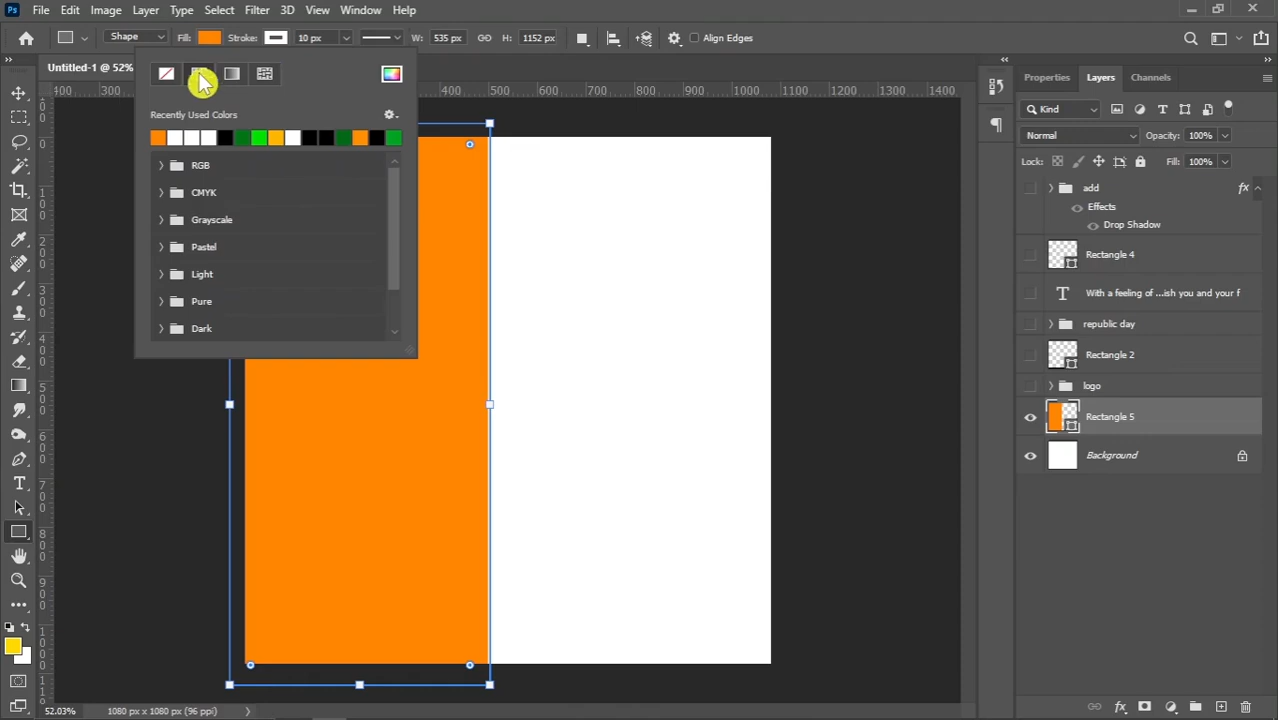 Ps File Edit Image Layer Type Select Filter 3D View Window Help
Shape Fill: Stroke: 10 px W: 535 px H: 1152 px Align Edges
Untitled-1 @ 52%
400 300 400 500 600 700 800 900 1000 1100 1200 1300 1400
Recently Used Colors
RGB
CMYK
Grayscale
Pastel
Light
Pure
Dark
Properties Layers Channels
Kind
Normal Opacity: 100%
Lock: Fill: 100%
add fx
Effects
Drop Shadow
Rectangle 4
With a feeling of ...ish you and your f
republic day
Rectangle 2
logo
Rectangle 5
Background
52.03% 1080 px x 1080 px (96 ppi)
fx